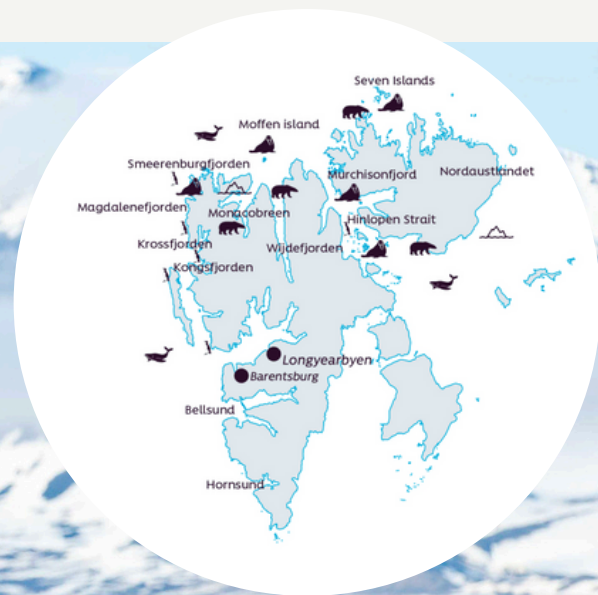 Seven Islands
Moffen island
Smeerenburgfjorden
Murchisonfjord
Nordaustlandet
Magdalenefjorden
Monacobreen
Hinlopen Strait
Krossfjorden
Wijdefjorden
Kongsfjorden
Longyearbyen
Barentsburg
Bellsund
Hornsund